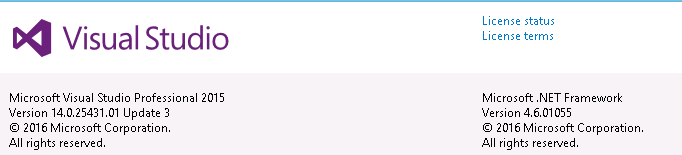 Visual Studio
License status
License terms
Microsoft Visual Studio Professional 2015
Version 14.0.25431.01 Update 3
© 2016 Microsoft Corporation.
All rights reserved.
Microsoft .NET Framework
Version 4.6.01055
© 2016 Microsoft Corporation.
All rights reserved.